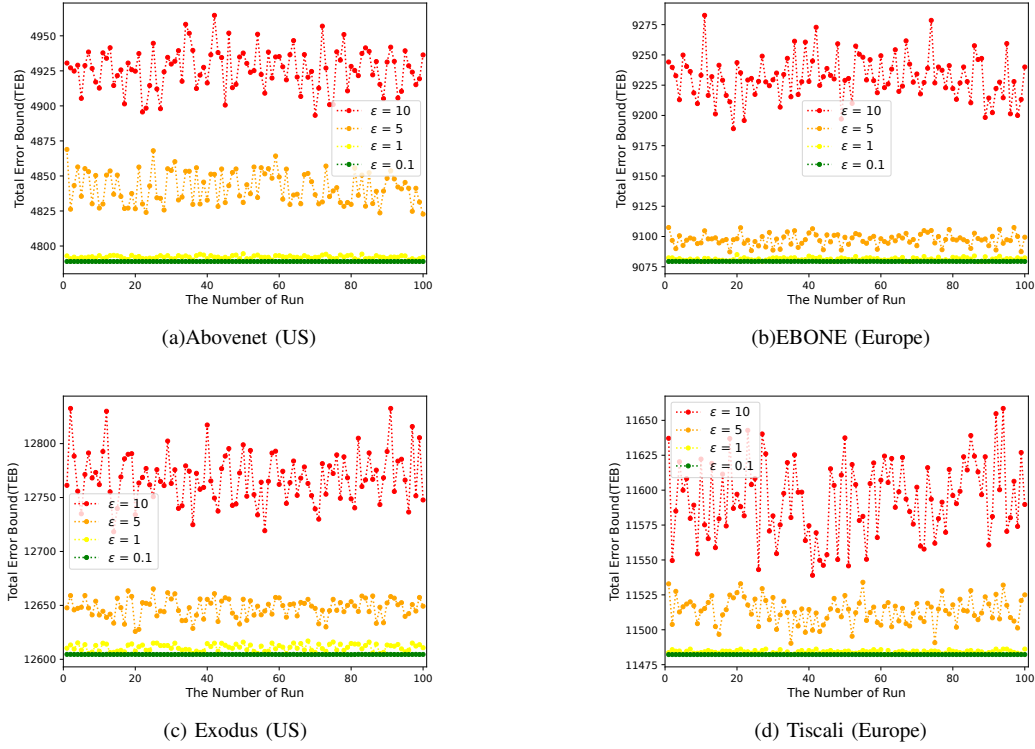 Total Error Bound(TEB)
4950
4925
4900
4875
4850
4825
4800
ε = 10
ε = 5
ε = 1
ε = 0.1
0 20 40 60 80 100
The Number of Run
(a)Abovenet (US)
Total Error Bound(TEB)
9275
9250
9225
9200
9175
9150
9125
9100
9075
ε = 10
ε = 5
ε = 1
ε = 0.1
0 20 40 60 80 100
The Number of Run
(b)EBONE (Europe)
Total Error Bound(TEB)
12800
12750
12700
12650
12600
ε = 10
ε = 5
ε = 1
ε = 0.1
0 20 40 60 80 100
The Number of Run
(c) Exodus (US)
Total Error Bound(TEB)
11650
11625
11600
11575
11550
11525
11500
11475
ε = 10
ε = 5
ε = 1
ε = 0.1
0 20 40 60 80 100
The Number of Run
(d) Tiscali (Europe)